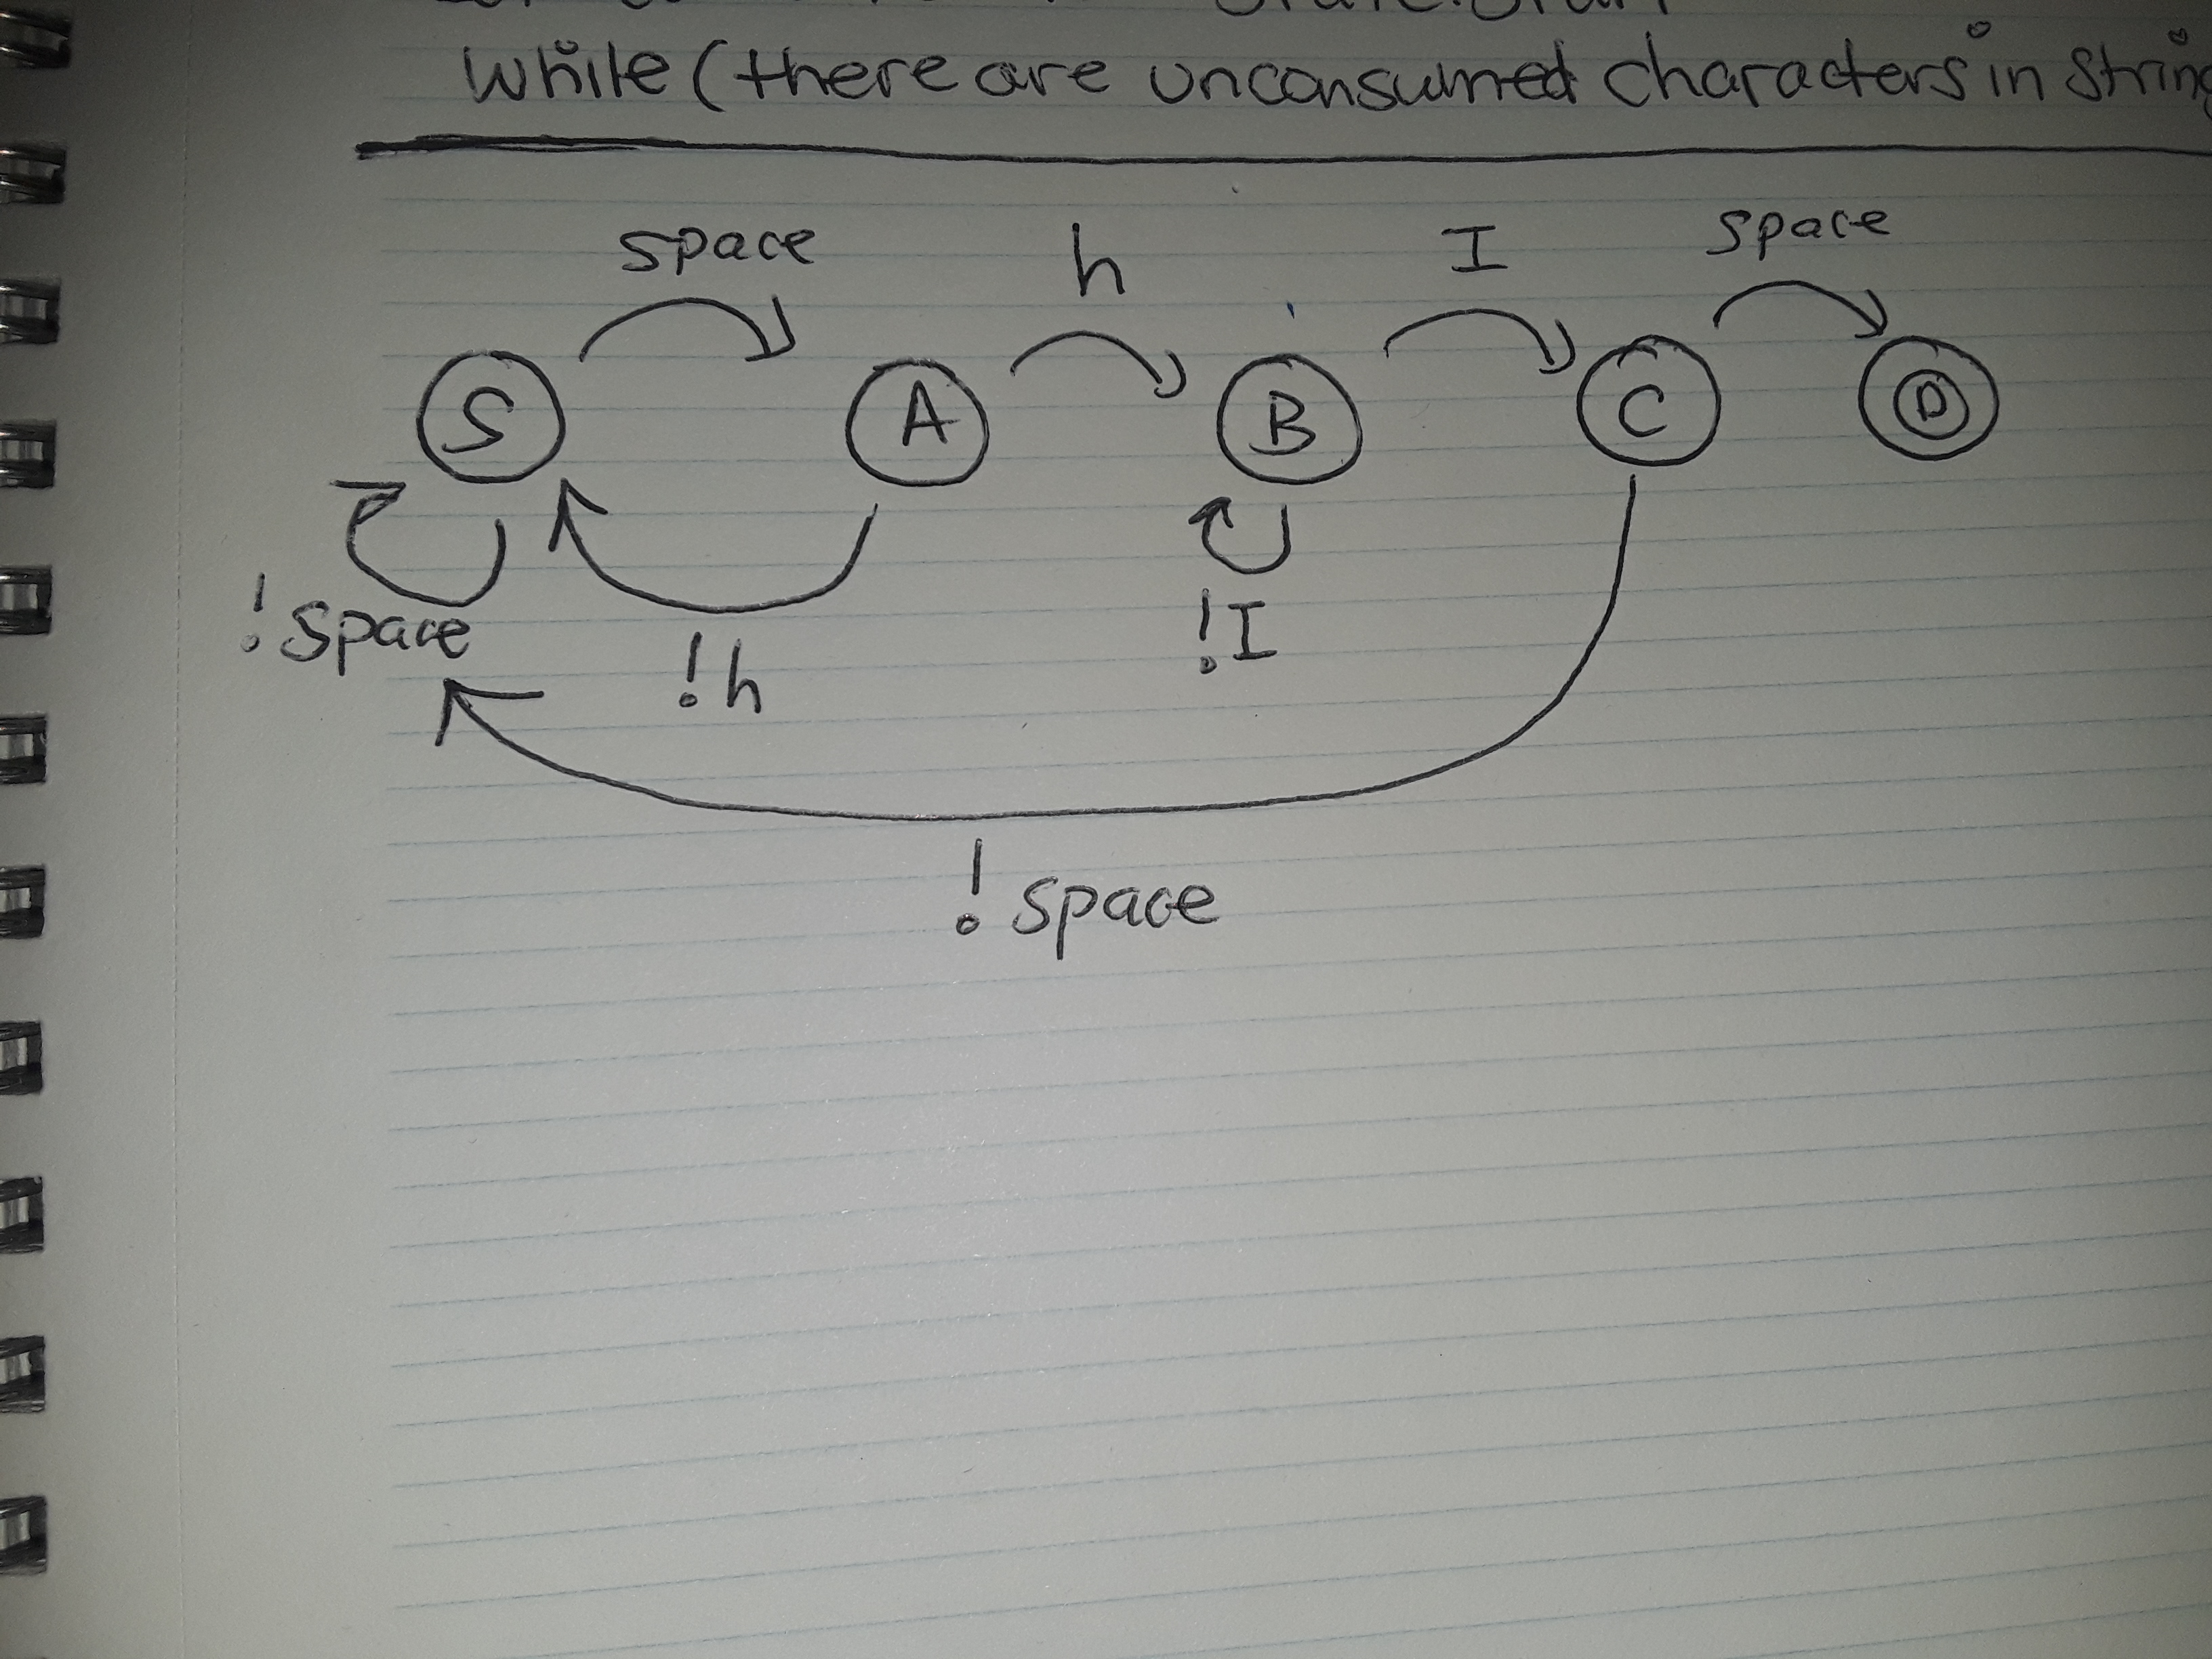 while (there are unconsumed characters in string
space h I space
S A B C D
! space !h !I
! space